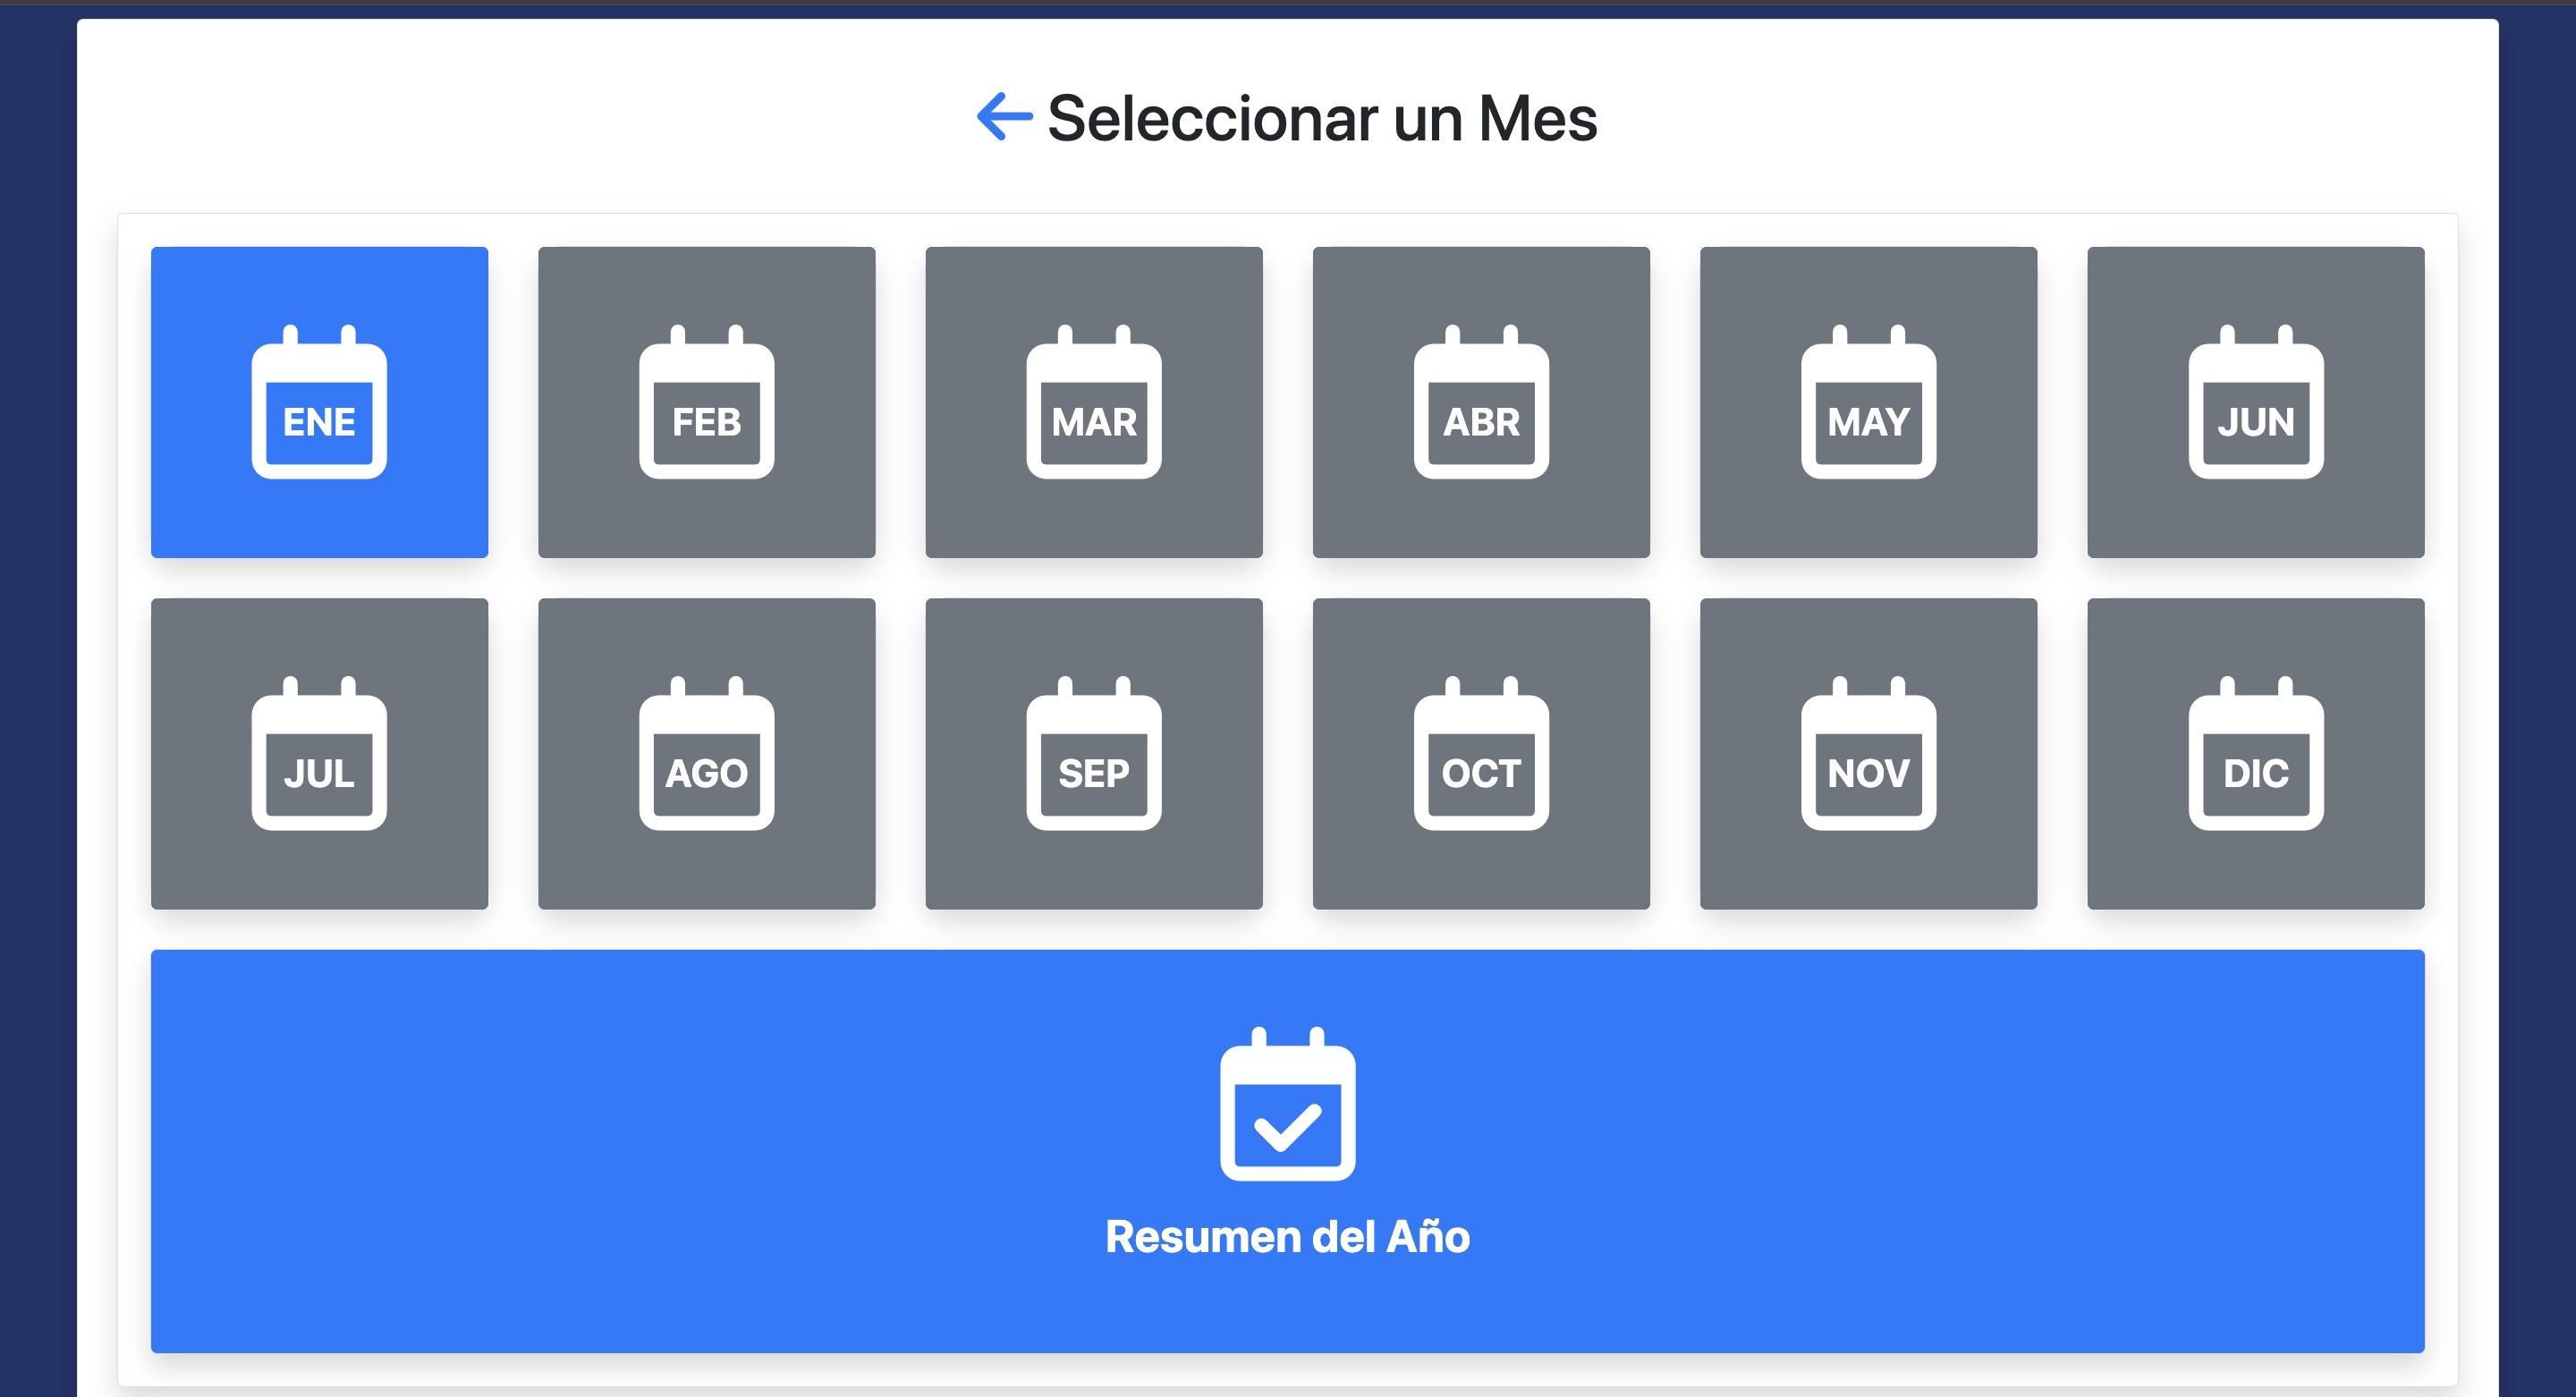 Seleccionar un Mes
ENE
FEB
MAR
ABR
MAY
JUN
JUL
AGO
SEP
OCT
NOV
DIC
Resumen del Año